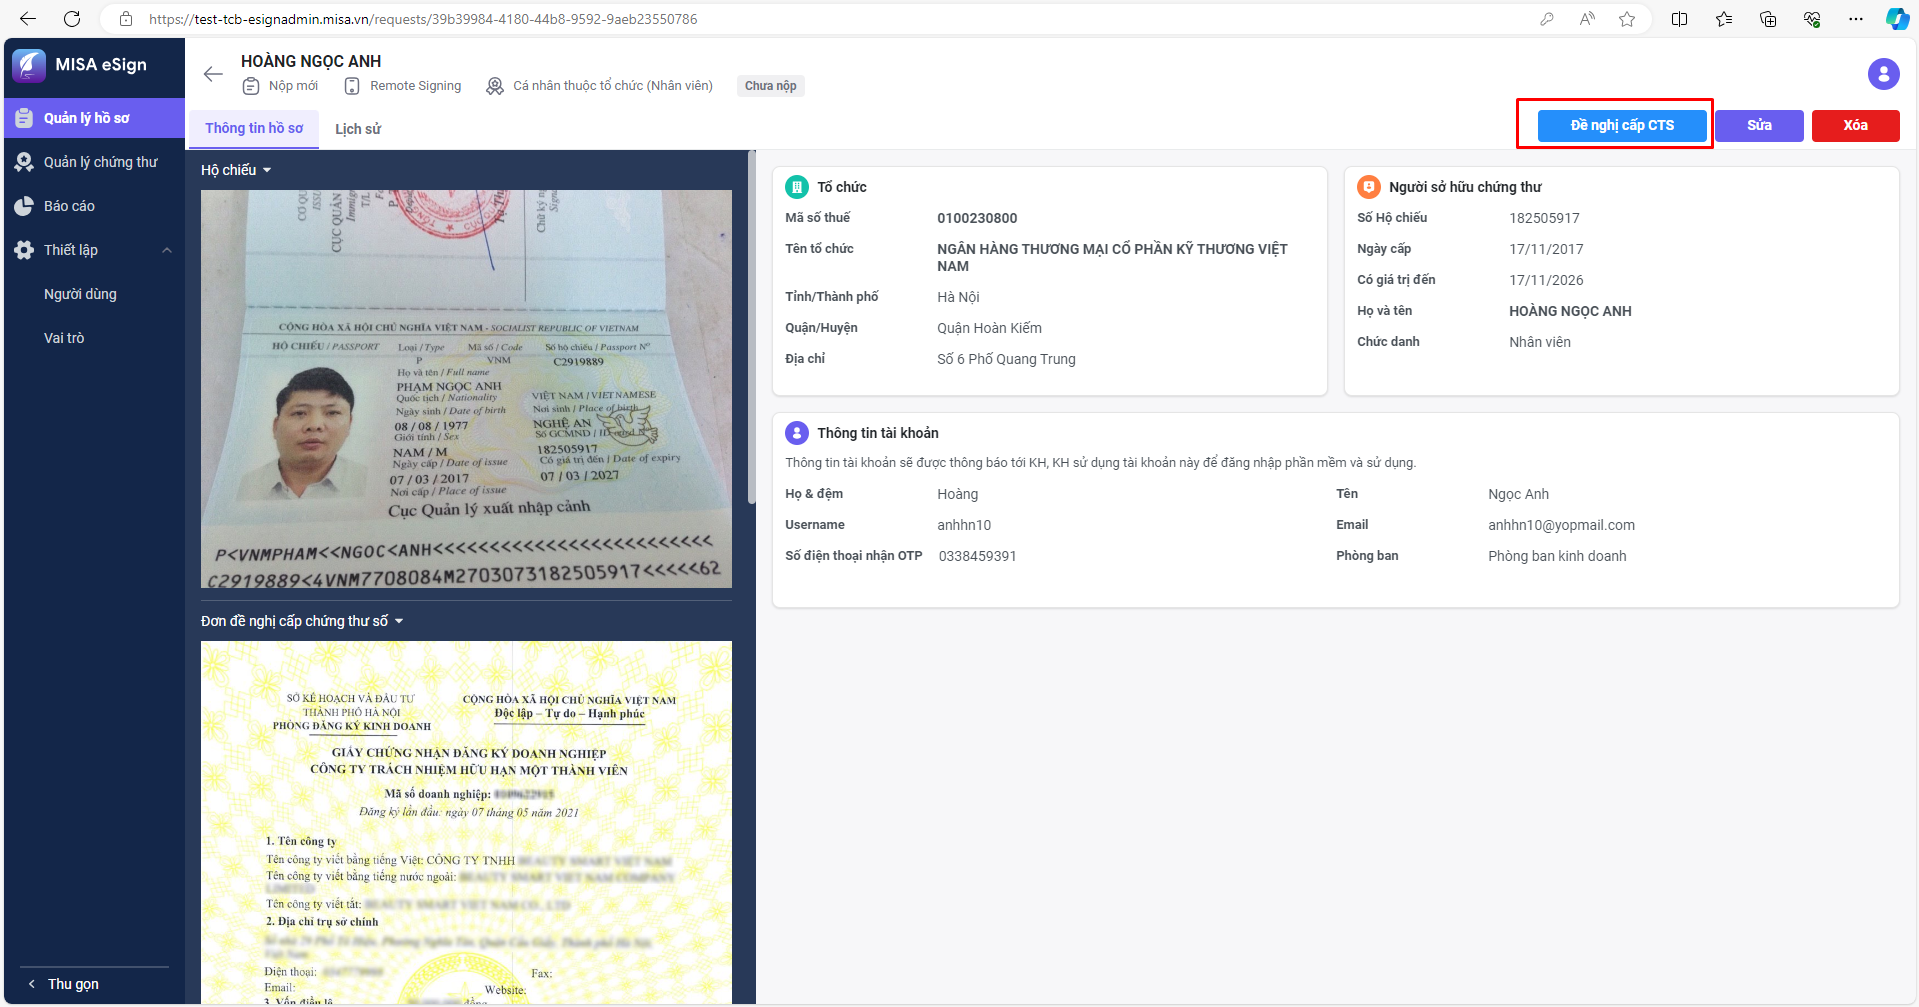 https://test-tcb-esignadmin.misa.vn/requests/39b39984-4180-44b8-9592-9aeb23550786
MISA eSign
Quản lý hồ sơ
Quản lý chứng thư
Báo cáo
Thiết lập
Người dùng
Vai trò
Thu gọn
HOÀNG NGỌC ANH
Nộp mới
Remote Signing
Cá nhân thuộc tổ chức (Nhân viên)
Chưa nộp
Thông tin hồ sơ
Lịch sử
Đề nghị cấp CTS
Sửa
Xóa
Hộ chiếu
CỤC QUẢN
CỘNG HÒA XÃ HỘI CHỦ NGHĨA VIỆT NAM - SOCIALIST REPUBLIC OF VIETNAM
HỘ CHIẾU / PASSPORT Loại / Type Mã số / Code Số hộ chiếu / Passport Nº
P VNM C2919889
Họ và tên / Full name
PHẠM NGỌC ANH
Quốc tịch / Nationality VIỆT NAM / VIETNAMESE
Ngày sinh / Date of birth Nơi sinh / Place of birth
08 / 08 / 1977 NGHỆ AN
Giới tính / Sex Số GCMND /
NAM / M 182505917
Ngày cấp / Date of issue Có giá trị đến / Date of expiry
07 / 03 / 2017 07 / 03 / 2027
Nơi cấp / Place of issue
Cục Quản lý xuất nhập cảnh
P<VNMPHAM<<NGOC<ANH<<<<<<<<<<<<<<<<<<<<<<<<<
C2919889<4VNM7708084M2703073182505917<<<<<62
Đơn đề nghị cấp chứng thư số
SỞ KẾ HOẠCH VÀ ĐẦU TƯ
THÀNH PHỐ HÀ NỘI
PHÒNG ĐĂNG KÝ KINH DOANH
CỘNG HÒA XÃ HỘI CHỦ NGHĨA VIỆT NAM
Độc lập – Tự do – Hạnh phúc
GIẤY CHỨNG NHẬN ĐĂNG KÝ DOANH NGHIỆP
CÔNG TY TRÁCH NHIỆM HỮU HẠN MỘT THÀNH VIÊN
Mã số doanh nghiệp:
Đăng ký lần đầu: ngày 07 tháng 05 năm 2021
1. Tên công ty
Tên công ty viết bằng tiếng Việt: CÔNG TY TNHH
Tên công ty viết bằng tiếng nước ngoài:
Tên công ty viết tắt:
2. Địa chỉ trụ sở chính
Điện thoại: Fax:
Email: Website:
3. Vốn điều lệ
Tổ chức
Mã số thuế 0100230800
Tên tổ chức NGÂN HÀNG THƯƠNG MẠI CỔ PHẦN KỸ THƯƠNG VIỆT
NAM
Tỉnh/Thành phố Hà Nội
Quận/Huyện Quận Hoàn Kiếm
Địa chỉ Số 6 Phố Quang Trung
Người sở hữu chứng thư
Số Hộ chiếu 182505917
Ngày cấp 17/11/2017
Có giá trị đến 17/11/2026
Họ và tên HOÀNG NGỌC ANH
Chức danh Nhân viên
Thông tin tài khoản
Thông tin tài khoản sẽ được thông báo tới KH, KH sử dụng tài khoản này để đăng nhập phần mềm và sử dụng.
Họ & đệm Hoàng Tên Ngọc Anh
Username anhhn10 Email anhhn10@yopmail.com
Số điện thoại nhận OTP 0338459391 Phòng ban Phòng ban kinh doanh